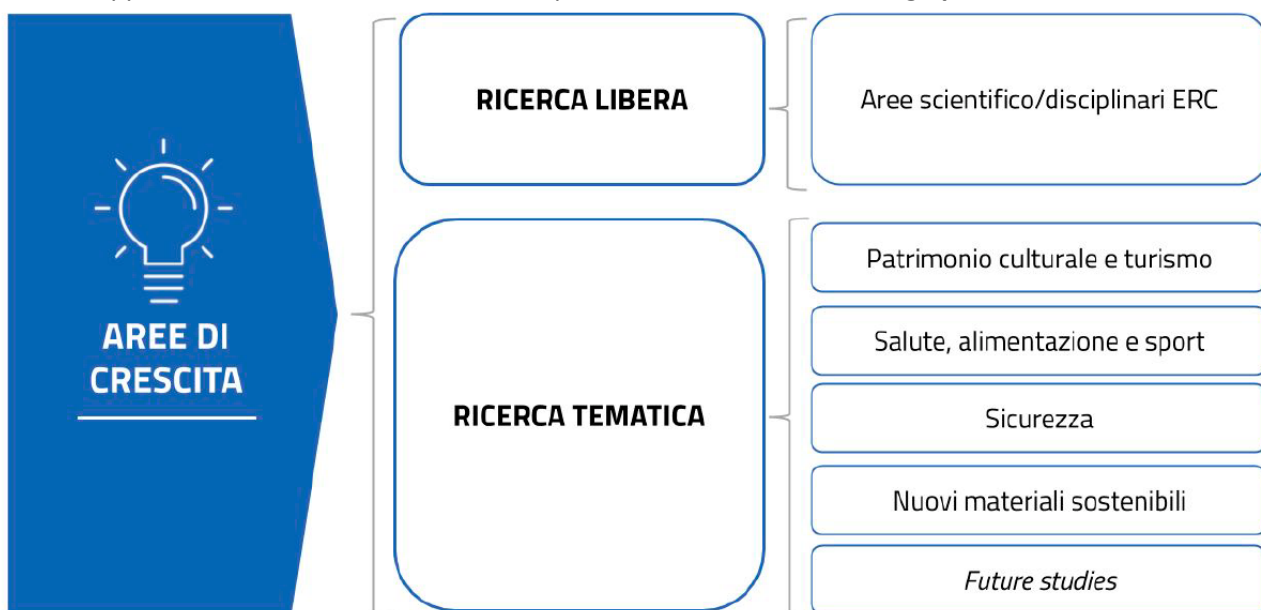 AREE DI
CRESCITA
RICERCA LIBERA
Aree scientifico/disciplinari ERC
RICERCA TEMATICA
Patrimonio culturale e turismo
Salute, alimentazione e sport
Sicurezza
Nuovi materiali sostenibili
Future studies